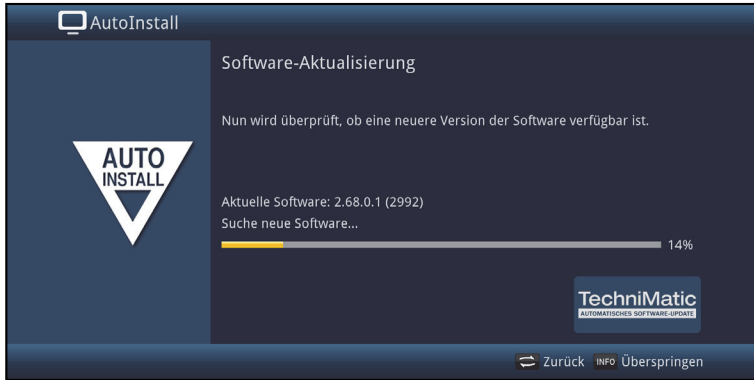 AutoInstall
Software-Aktualisierung
Nun wird überprüft, ob eine neuere Version der Software verfügbar ist.
AUTO
INSTALL
Aktuelle Software: 2.68.0.1 (2992)
Suche neue Software...
14%
TechniMatic
AUTOMATISCHES SOFTWARE-UPDATE
Zurück INFO Überspringen